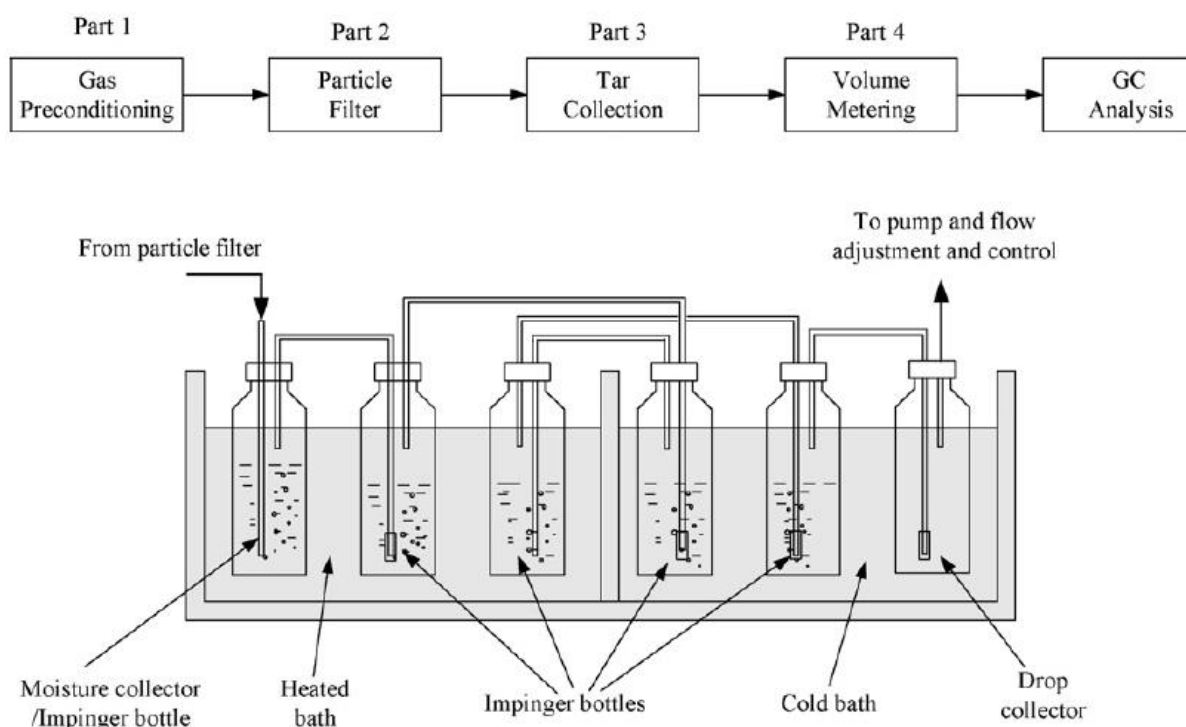 Part 1
Part 2
Part 3
Part 4
Gas
Preconditioning
Particle
Filter
Tar
Collection
Volume
Metering
GC
Analysis
From particle filter
To pump and flow
adjustment and control
Moisture collector
/Impinger bottle
Heated
bath
Impinger bottles
Cold bath
Drop
collector